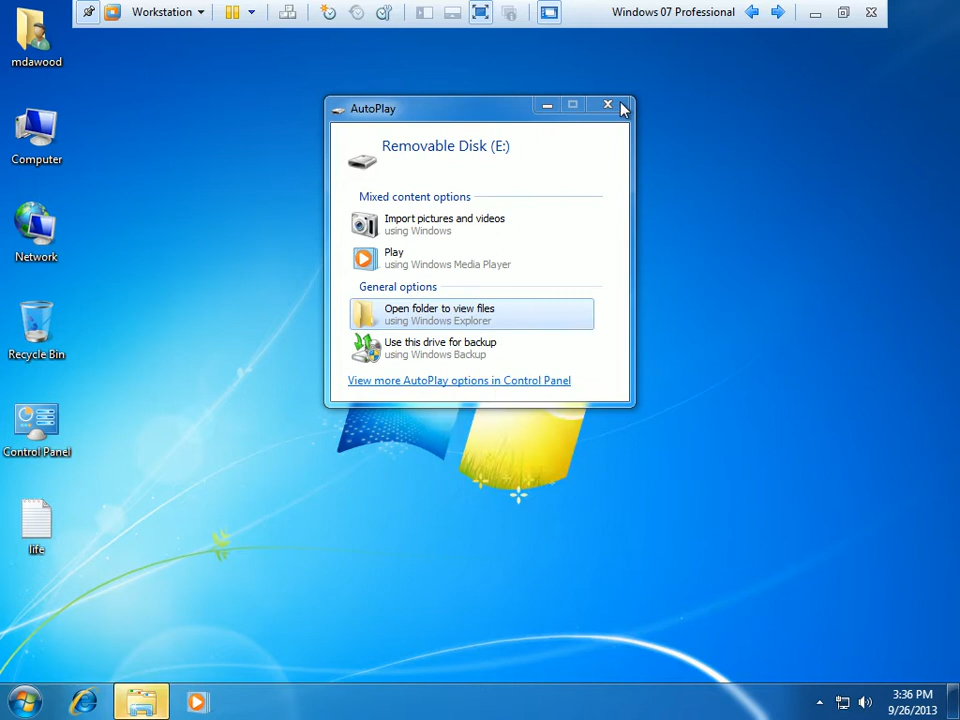 Workstation
Windows 07 Professional
mdawood
Computer
Network
Recycle Bin
Control Panel
life
AutoPlay
Removable Disk (E:)
Mixed content options
Import pictures and videos
using Windows
Play
using Windows Media Player
General options
Open folder to view files
using Windows Explorer
Use this drive for backup
using Windows Backup
View more AutoPlay options in Control Panel
3:36 PM
9/26/2013